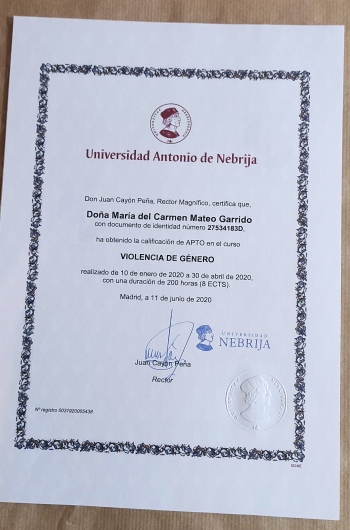 Universidad Antonio de Nebrija
Don Juan Cayón Peña, Rector Magnífico, certifica que,
Doña María del Carmen Mateo Garrido
con documento de identidad número 27534183D,
ha obtenido la calificación de APTO en el curso
VIOLENCIA DE GÉNERO
realizado de 10 de enero de 2020 a 30 de abril de 2020,
con una duración de 200 horas (8 ECTS).
Madrid, a 11 de junio de 2020
UNIVERSIDAD
NEBRIJA
Juan Cayón Peña
Rector